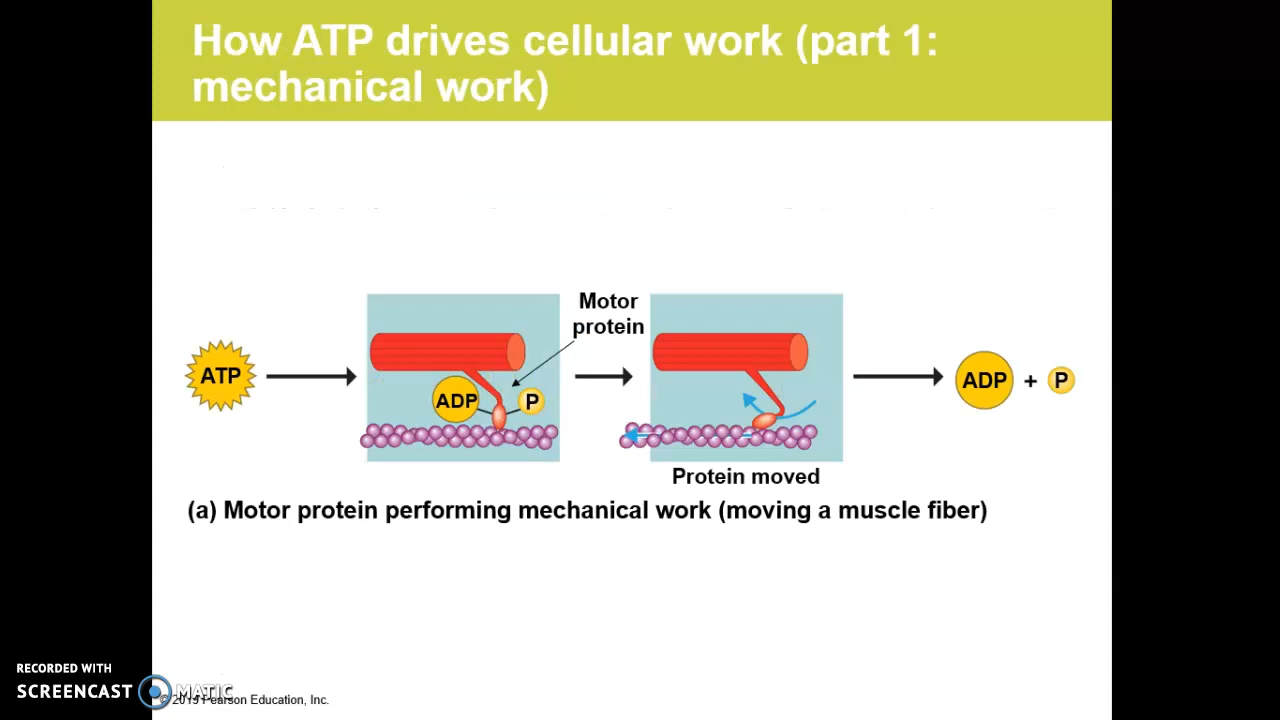 How ATP drives cellular work (part 1:
mechanical work)
Motor
protein
ATP
ADP
P
ADP + P
Protein moved
(a) Motor protein performing mechanical work (moving a muscle fiber)
RECORDED WITH
SCREENCAST MATIC
Pearson Education, Inc.